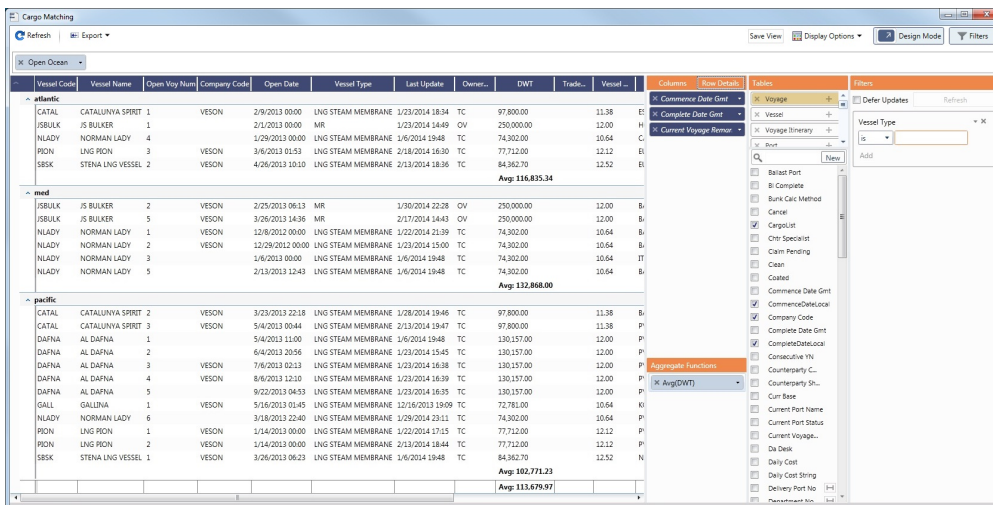 Cargo Matching
Refresh Export Save View Display Options Design Mode Filters
Open Ocean
Vessel Code Vessel Name Open Voy Num Company Code Open Date Vessel Type Last Update Owner... DWT Trade... Vessel ...
atlantic
CATAL CATALUNYA SPIRIT 1 VESON 2/9/2013 00:00 LNG STEAM MEMBRANE 1/23/2014 18:34 TC 97,800.00 11.38
JSBULK JS BULKER 1 2/1/2013 00:00 MR 1/23/2014 14:49 OV 250,000.00 12.00
NLADY NORMAN LADY 4 1/29/2013 00:00 LNG STEAM MEMBRANE 1/6/2014 19:48 TC 74,302.00 10.64
PION LNG PION 3 VESON 3/6/2013 01:53 LNG STEAM MEMBRANE 2/18/2014 16:30 TC 77,712.00 12.12
SBSK STENA LNG VESSEL 2 VESON 4/26/2013 10:10 LNG STEAM MEMBRANE 2/13/2014 18:36 TC 84,362.70 12.52
Avg: 116,835.34
med
JSBULK JS BULKER 2 VESON 2/25/2013 06:13 MR 1/30/2014 22:28 OV 250,000.00 12.00
JSBULK JS BULKER 5 VESON 3/26/2013 14:36 MR 2/17/2014 14:43 OV 250,000.00 12.00
NLADY NORMAN LADY 1 VESON 12/8/2012 00:00 LNG STEAM MEMBRANE 1/22/2014 21:39 TC 74,302.00 10.64
NLADY NORMAN LADY 2 VESON 12/29/2012 00:00 LNG STEAM MEMBRANE 1/23/2014 15:00 TC 74,302.00 10.64
NLADY NORMAN LADY 3 1/6/2013 00:00 LNG STEAM MEMBRANE 1/6/2014 19:48 TC 74,302.00 10.64
NLADY NORMAN LADY 5 2/13/2013 12:43 LNG STEAM MEMBRANE 1/6/2014 19:48 TC 74,302.00 10.64
Avg: 132,868.00
pacific
CATAL CATALUNYA SPIRIT 2 VESON 3/23/2013 22:18 LNG STEAM MEMBRANE 1/28/2014 19:46 TC 97,800.00 11.38
CATAL CATALUNYA SPIRIT 3 VESON 5/4/2013 00:44 LNG STEAM MEMBRANE 2/13/2014 19:47 TC 97,800.00 11.38
DAFNA AL DAFNA 1 5/4/2013 11:00 LNG STEAM MEMBRANE 1/6/2014 19:48 TC 130,157.00 12.00
DAFNA AL DAFNA 2 6/4/2013 20:56 LNG STEAM MEMBRANE 1/23/2014 15:45 TC 130,157.00 12.00
DAFNA AL DAFNA 3 VESON 7/6/2013 02:13 LNG STEAM MEMBRANE 1/23/2014 16:38 TC 130,157.00 12.00
DAFNA AL DAFNA 4 VESON 8/6/2013 12:10 LNG STEAM MEMBRANE 1/23/2014 16:39 TC 130,157.00 12.00
DAFNA AL DAFNA 5 9/22/2013 04:53 LNG STEAM MEMBRANE 1/23/2014 16:35 TC 130,157.00 12.00
GALL GALLINA 1 VESON 5/16/2013 01:45 LNG STEAM MEMBRANE 12/16/2013 19:09 TC 72,781.00 10.64
NLADY NORMAN LADY 6 3/18/2013 22:40 LNG STEAM MEMBRANE 1/29/2014 23:11 TC 74,302.00 10.64
PION LNG PION 1 VESON 1/14/2013 00:00 LNG STEAM MEMBRANE 1/22/2014 17:15 TC 77,712.00 12.12
PION LNG PION 2 VESON 1/14/2013 00:00 LNG STEAM MEMBRANE 2/13/2014 18:44 TC 77,712.00 12.12
SBSK STENA LNG VESSEL 1 VESON 3/26/2013 06:23 LNG STEAM MEMBRANE 1/6/2014 19:48 TC 84,362.70 12.52
Avg: 102,771.23
Avg: 113,679.97
Columns Row Details
Commence Date Gmt
Complete Date Gmt
Current Voyage Remar
Aggregate Functions
Avg(DWT)
Tables
Voyage
Vessel
Voyage Itinerary
Port
New
Ballast Port
Bl Complete
Bunk Calc Method
Cancel
CargoList
Chtr Specialist
Claim Pending
Clean
Coated
Commence Date Gmt
CommenceDateLocal
Company Code
Complete Date Gmt
CompleteDateLocal
Consecutive YN
Counterparty C...
Counterparty Sh...
Curr Base
Current Port Name
Current Port Status
Current Voyage...
Da Desk
Daily Cost
Daily Cost String
Delivery Port No
Department No
Filters
Defer Updates Refresh
Vessel Type
is
Add